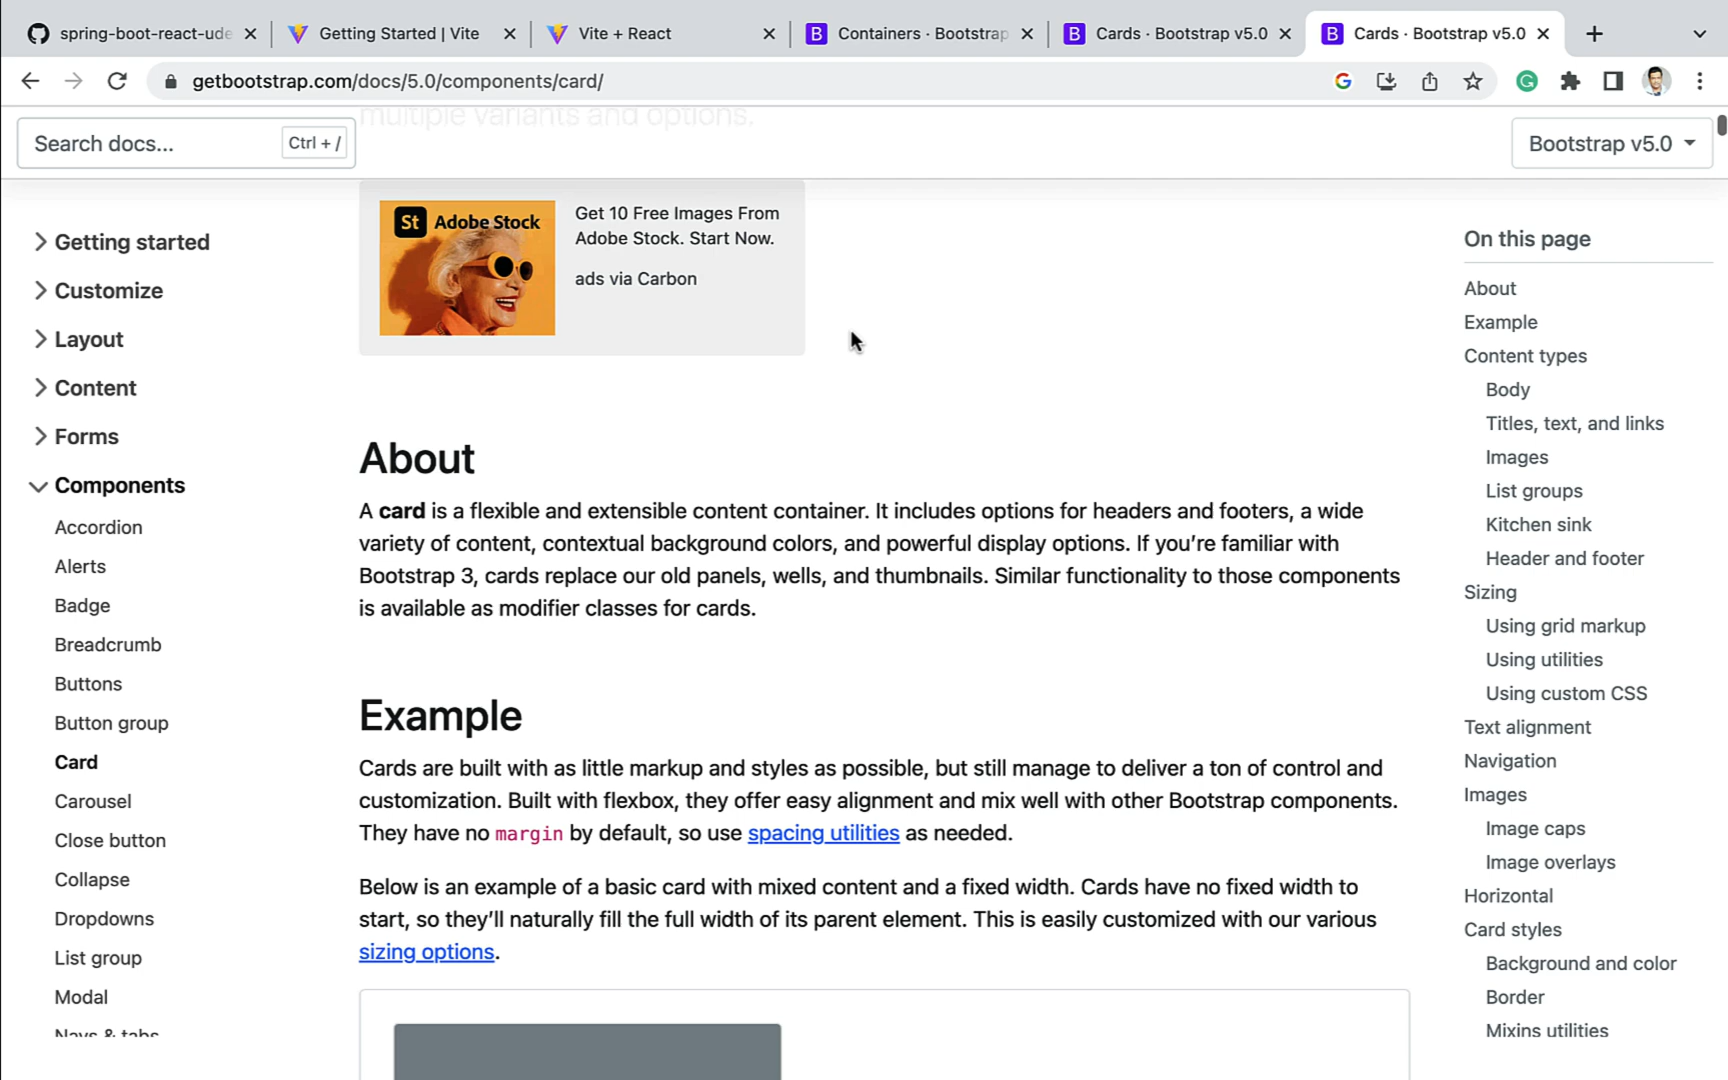 spring-boot-react-ude
Getting Started | Vite
Vite + React
Containers · Bootstrap
Cards · Bootstrap v5.0
Cards · Bootstrap v5.0
getbootstrap.com/docs/5.0/components/card/
multiple variants and options.
Search docs...
Ctrl + /
Bootstrap v5.0
Getting started
Customize
Layout
Content
Forms
Components
Accordion
Alerts
Badge
Breadcrumb
Buttons
Button group
Card
Carousel
Close button
Collapse
Dropdowns
List group
Modal
Navs & tabs
St Adobe Stock
Get 10 Free Images From
Adobe Stock. Start Now.
ads via Carbon
About
A card is a flexible and extensible content container. It includes options for headers and footers, a wide
variety of content, contextual background colors, and powerful display options. If you’re familiar with
Bootstrap 3, cards replace our old panels, wells, and thumbnails. Similar functionality to those components
is available as modifier classes for cards.
Example
Cards are built with as little markup and styles as possible, but still manage to deliver a ton of control and
customization. Built with flexbox, they offer easy alignment and mix well with other Bootstrap components.
They have no margin by default, so use spacing utilities as needed.
Below is an example of a basic card with mixed content and a fixed width. Cards have no fixed width to
start, so they’ll naturally fill the full width of its parent element. This is easily customized with our various
sizing options.
On this page
About
Example
Content types
Body
Titles, text, and links
Images
List groups
Kitchen sink
Header and footer
Sizing
Using grid markup
Using utilities
Using custom CSS
Text alignment
Navigation
Images
Image caps
Image overlays
Horizontal
Card styles
Background and color
Border
Mixins utilities